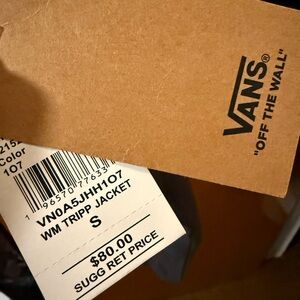 VANS®
"OFF THE WALL"
Color
107
VN0A5JHH1O7
WM TRIPP JACKET
S
$80.00
SUGG RET PRICE